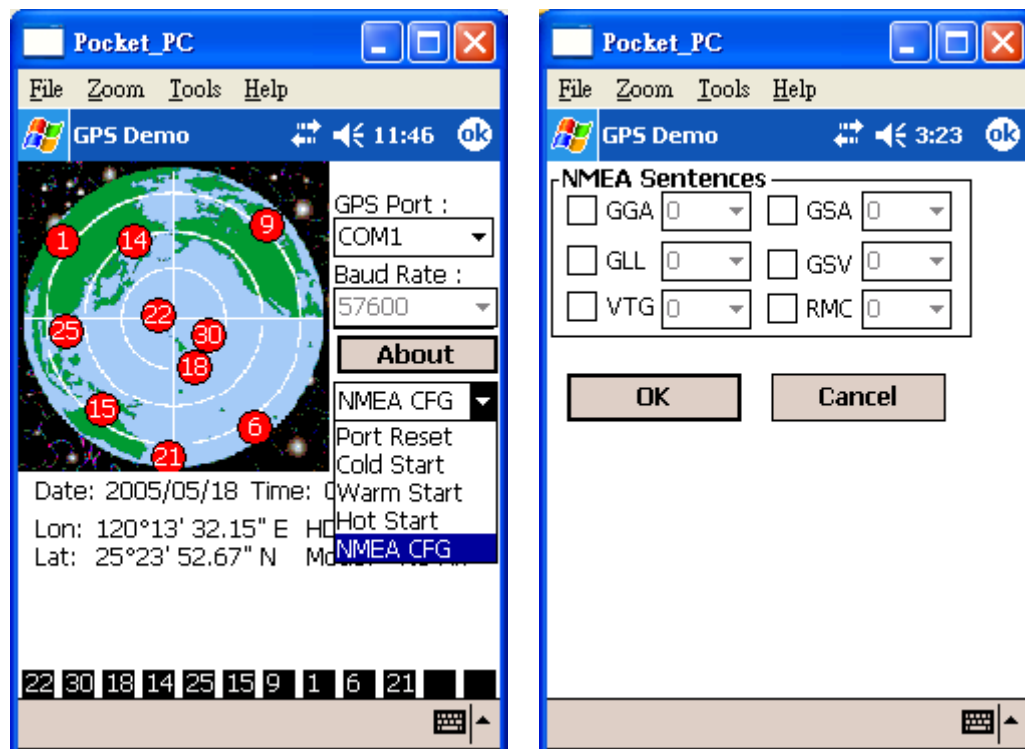 Pocket_PC
File Zoom Tools Help
GPS Demo 11:46 ok
GPS Port :
COM1
Baud Rate :
57600
About
NMEA CFG
Port Reset
Cold Start
Warm Start
Hot Start
NMEA CFG
1
14
9
22
25
30
18
15
6
21
Date: 2005/05/18 Time:
Lon: 120°13' 32.15" E
Lat: 25°23' 52.67" N
22 30 18 14 25 15 9 1 6 21
Pocket_PC
File Zoom Tools Help
GPS Demo 3:23 ok
NMEA Sentences
GGA 0 GSA 0
GLL 0 GSV 0
VTG 0 RMC 0
OK Cancel